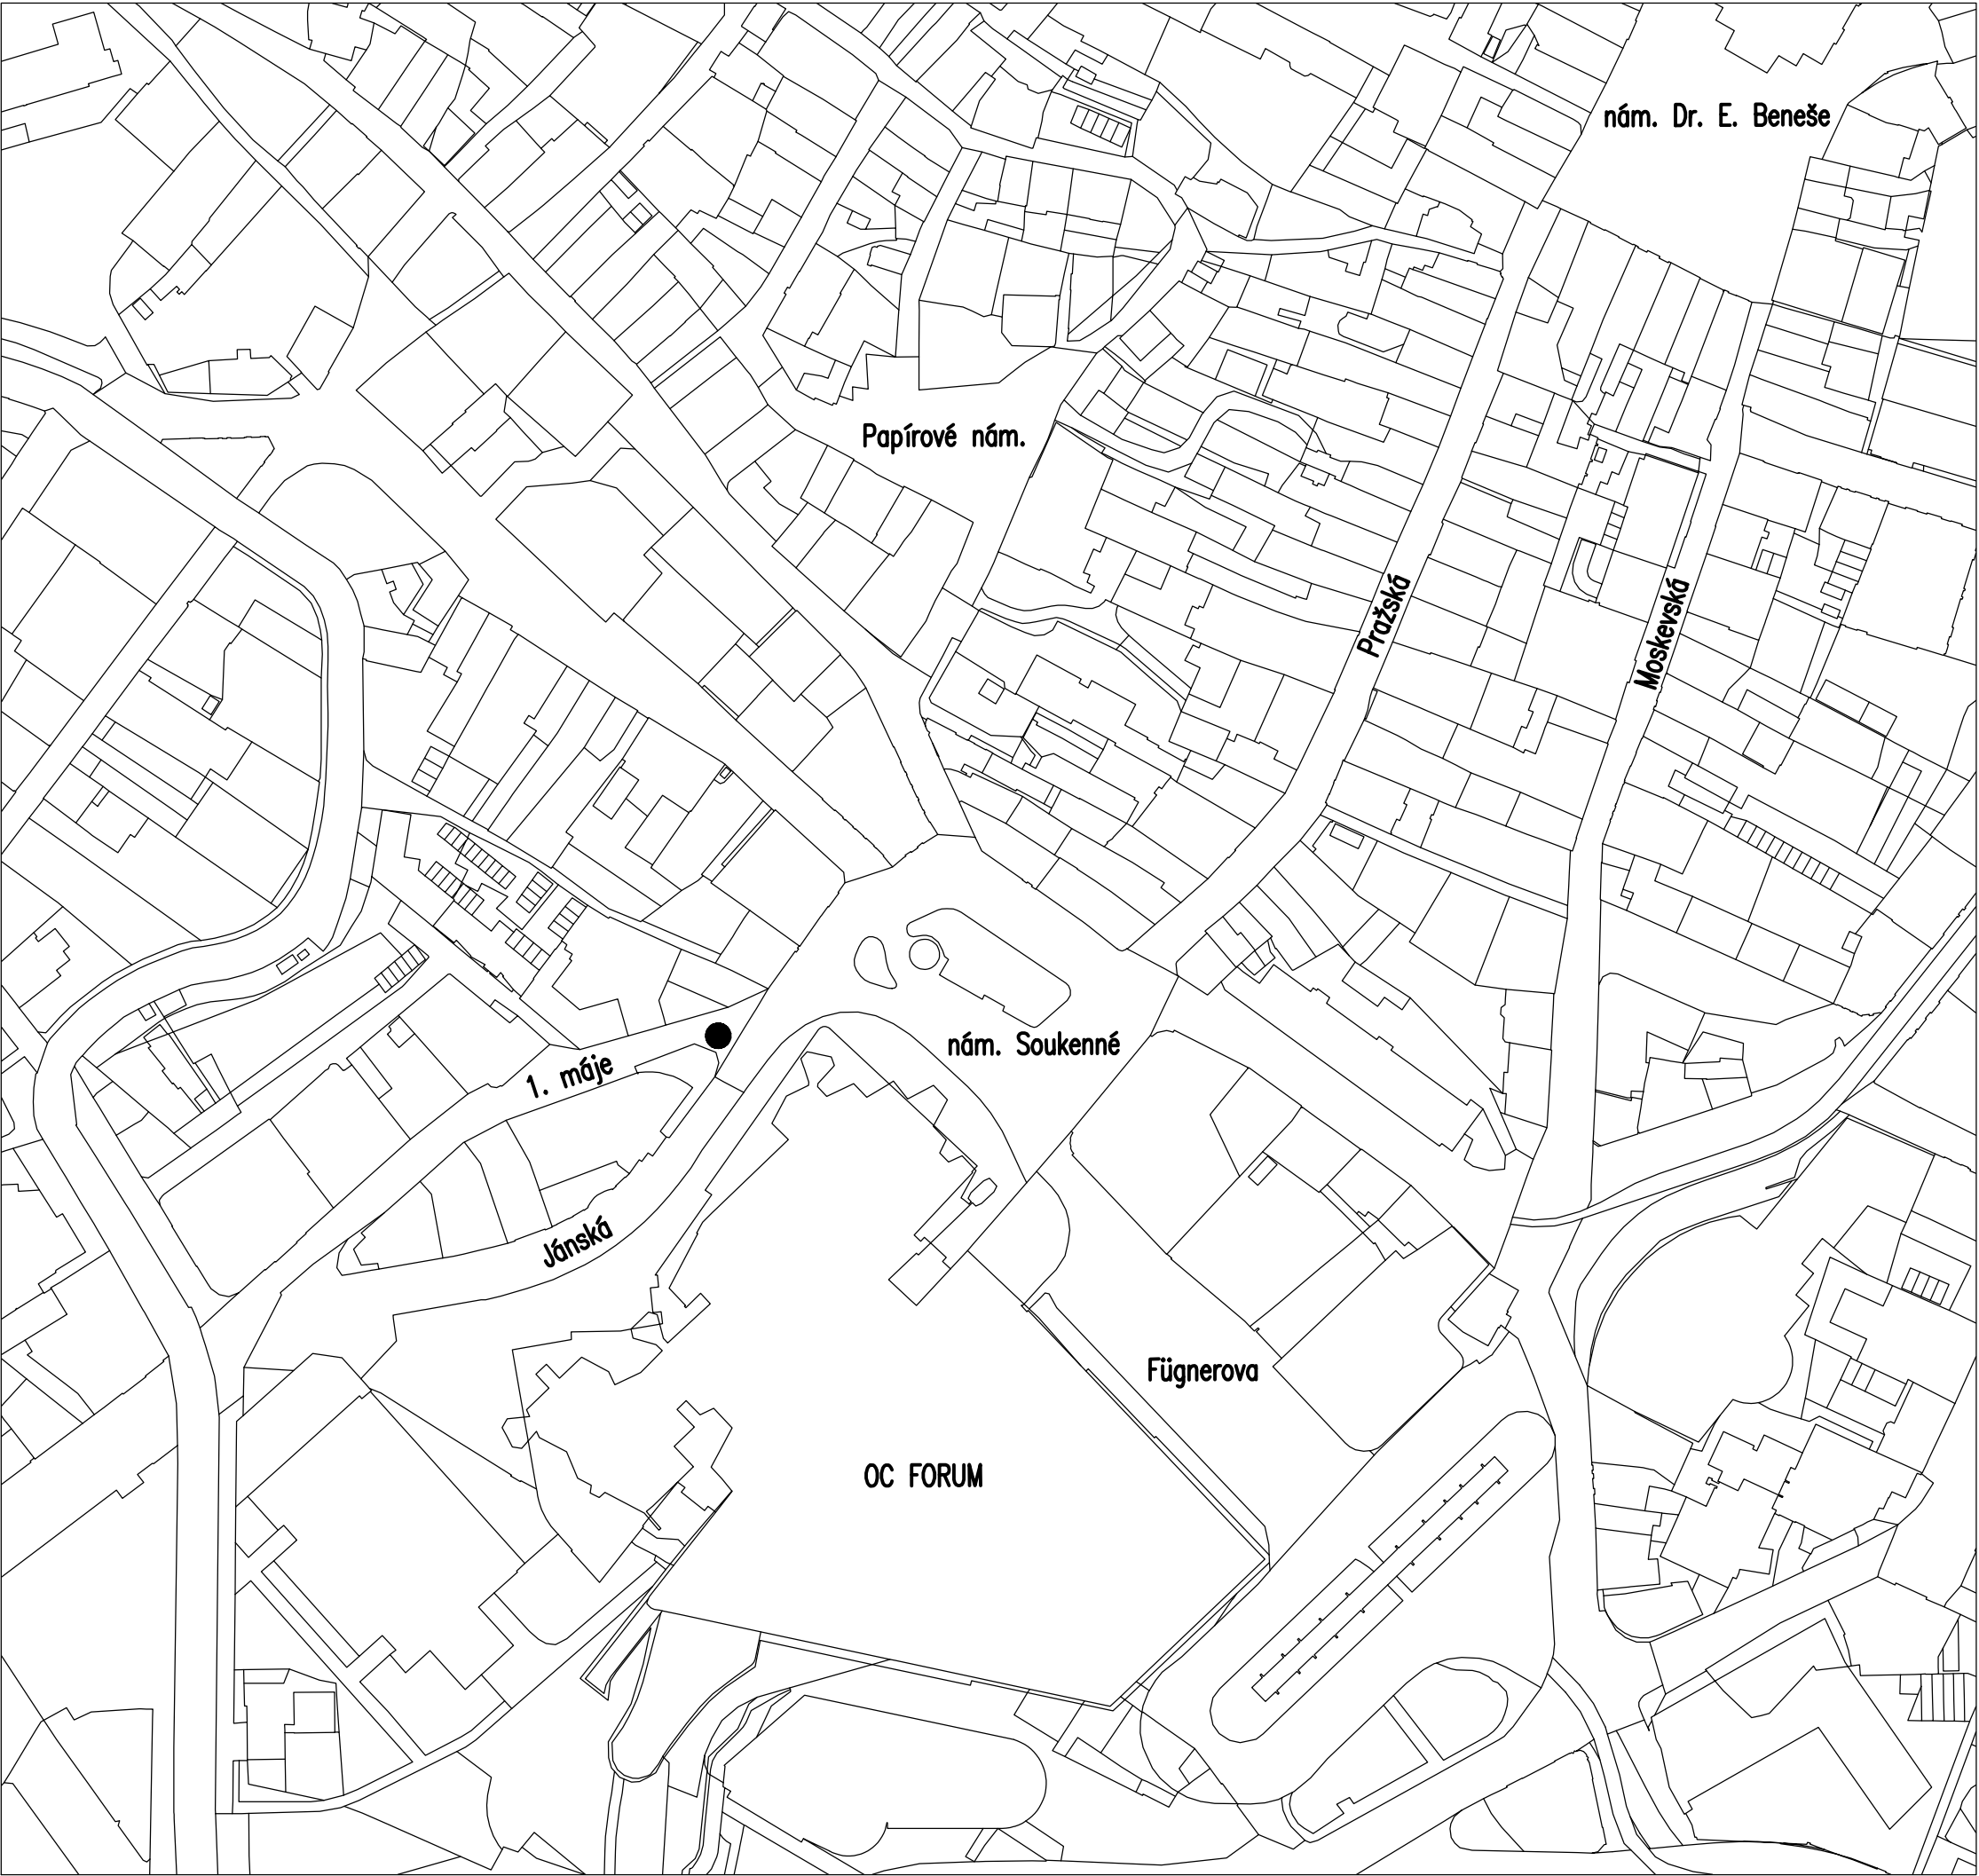 nám. Dr. E. Beneše
Papírové nám.
Pražská
Moskevská
nám. Soukenné
1. máje
Jánská
Fügnerova
OC FORUM